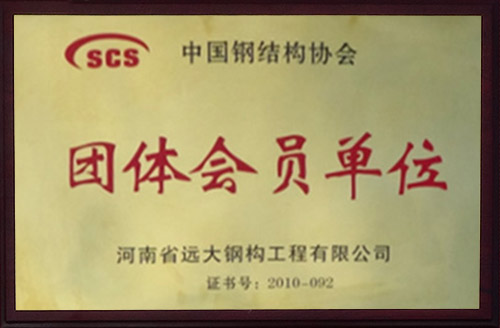 SCS 中国钢结构协会
团体会员单位
河南省远大钢构工程有限公司
证书号：2010-092